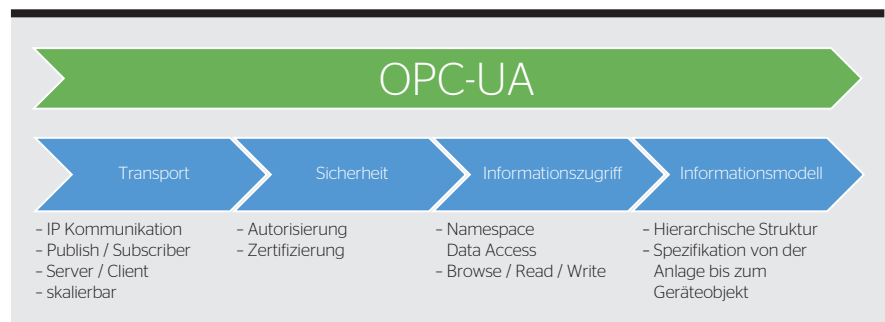 OPC-UA
Transport
Sicherheit
Informationszugriff
Informationsmodell
– IP Kommunikation
– Publish / Subscriber
– Server / Client
– skalierbar
– Autorisierung
– Zertifizierung
– Namespace
Data Access
– Browse / Read / Write
– Hierarchische Struktur
– Spezifikation von der
Anlage bis zum
Geräteobjekt